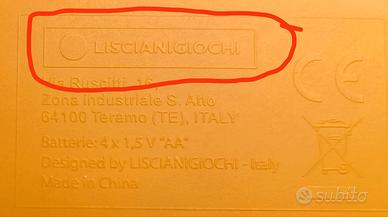 LISCIANIGIOCHI
Via Ruscitti, 16,
Zona Industriale S. Atto
64100 Teramo (TE), ITALY
Batterie: 4 x 1,5 V "AA"
Designed by LISCIANIGIOCHI - Italy
Made in China
CE
subito